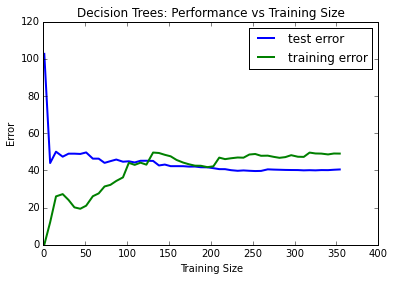 Decision Trees: Performance vs Training Size
120
100
80
60
40
20
0
Error
test error
training error
0 50 100 150 200 250 300 350 400
Training Size